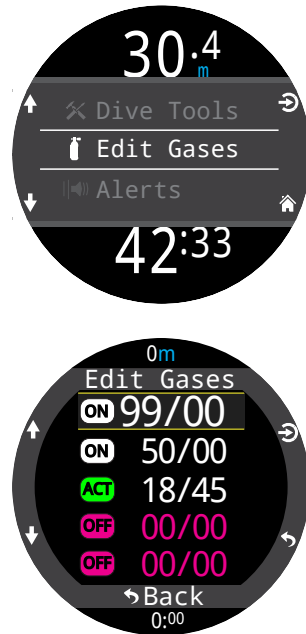 30.4
m
Dive Tools
Edit Gases
Alerts
42:33
0m
Edit Gases
ON 99/00
ON 50/00
ACT 18/45
OFF 00/00
OFF 00/00
Back
0:00